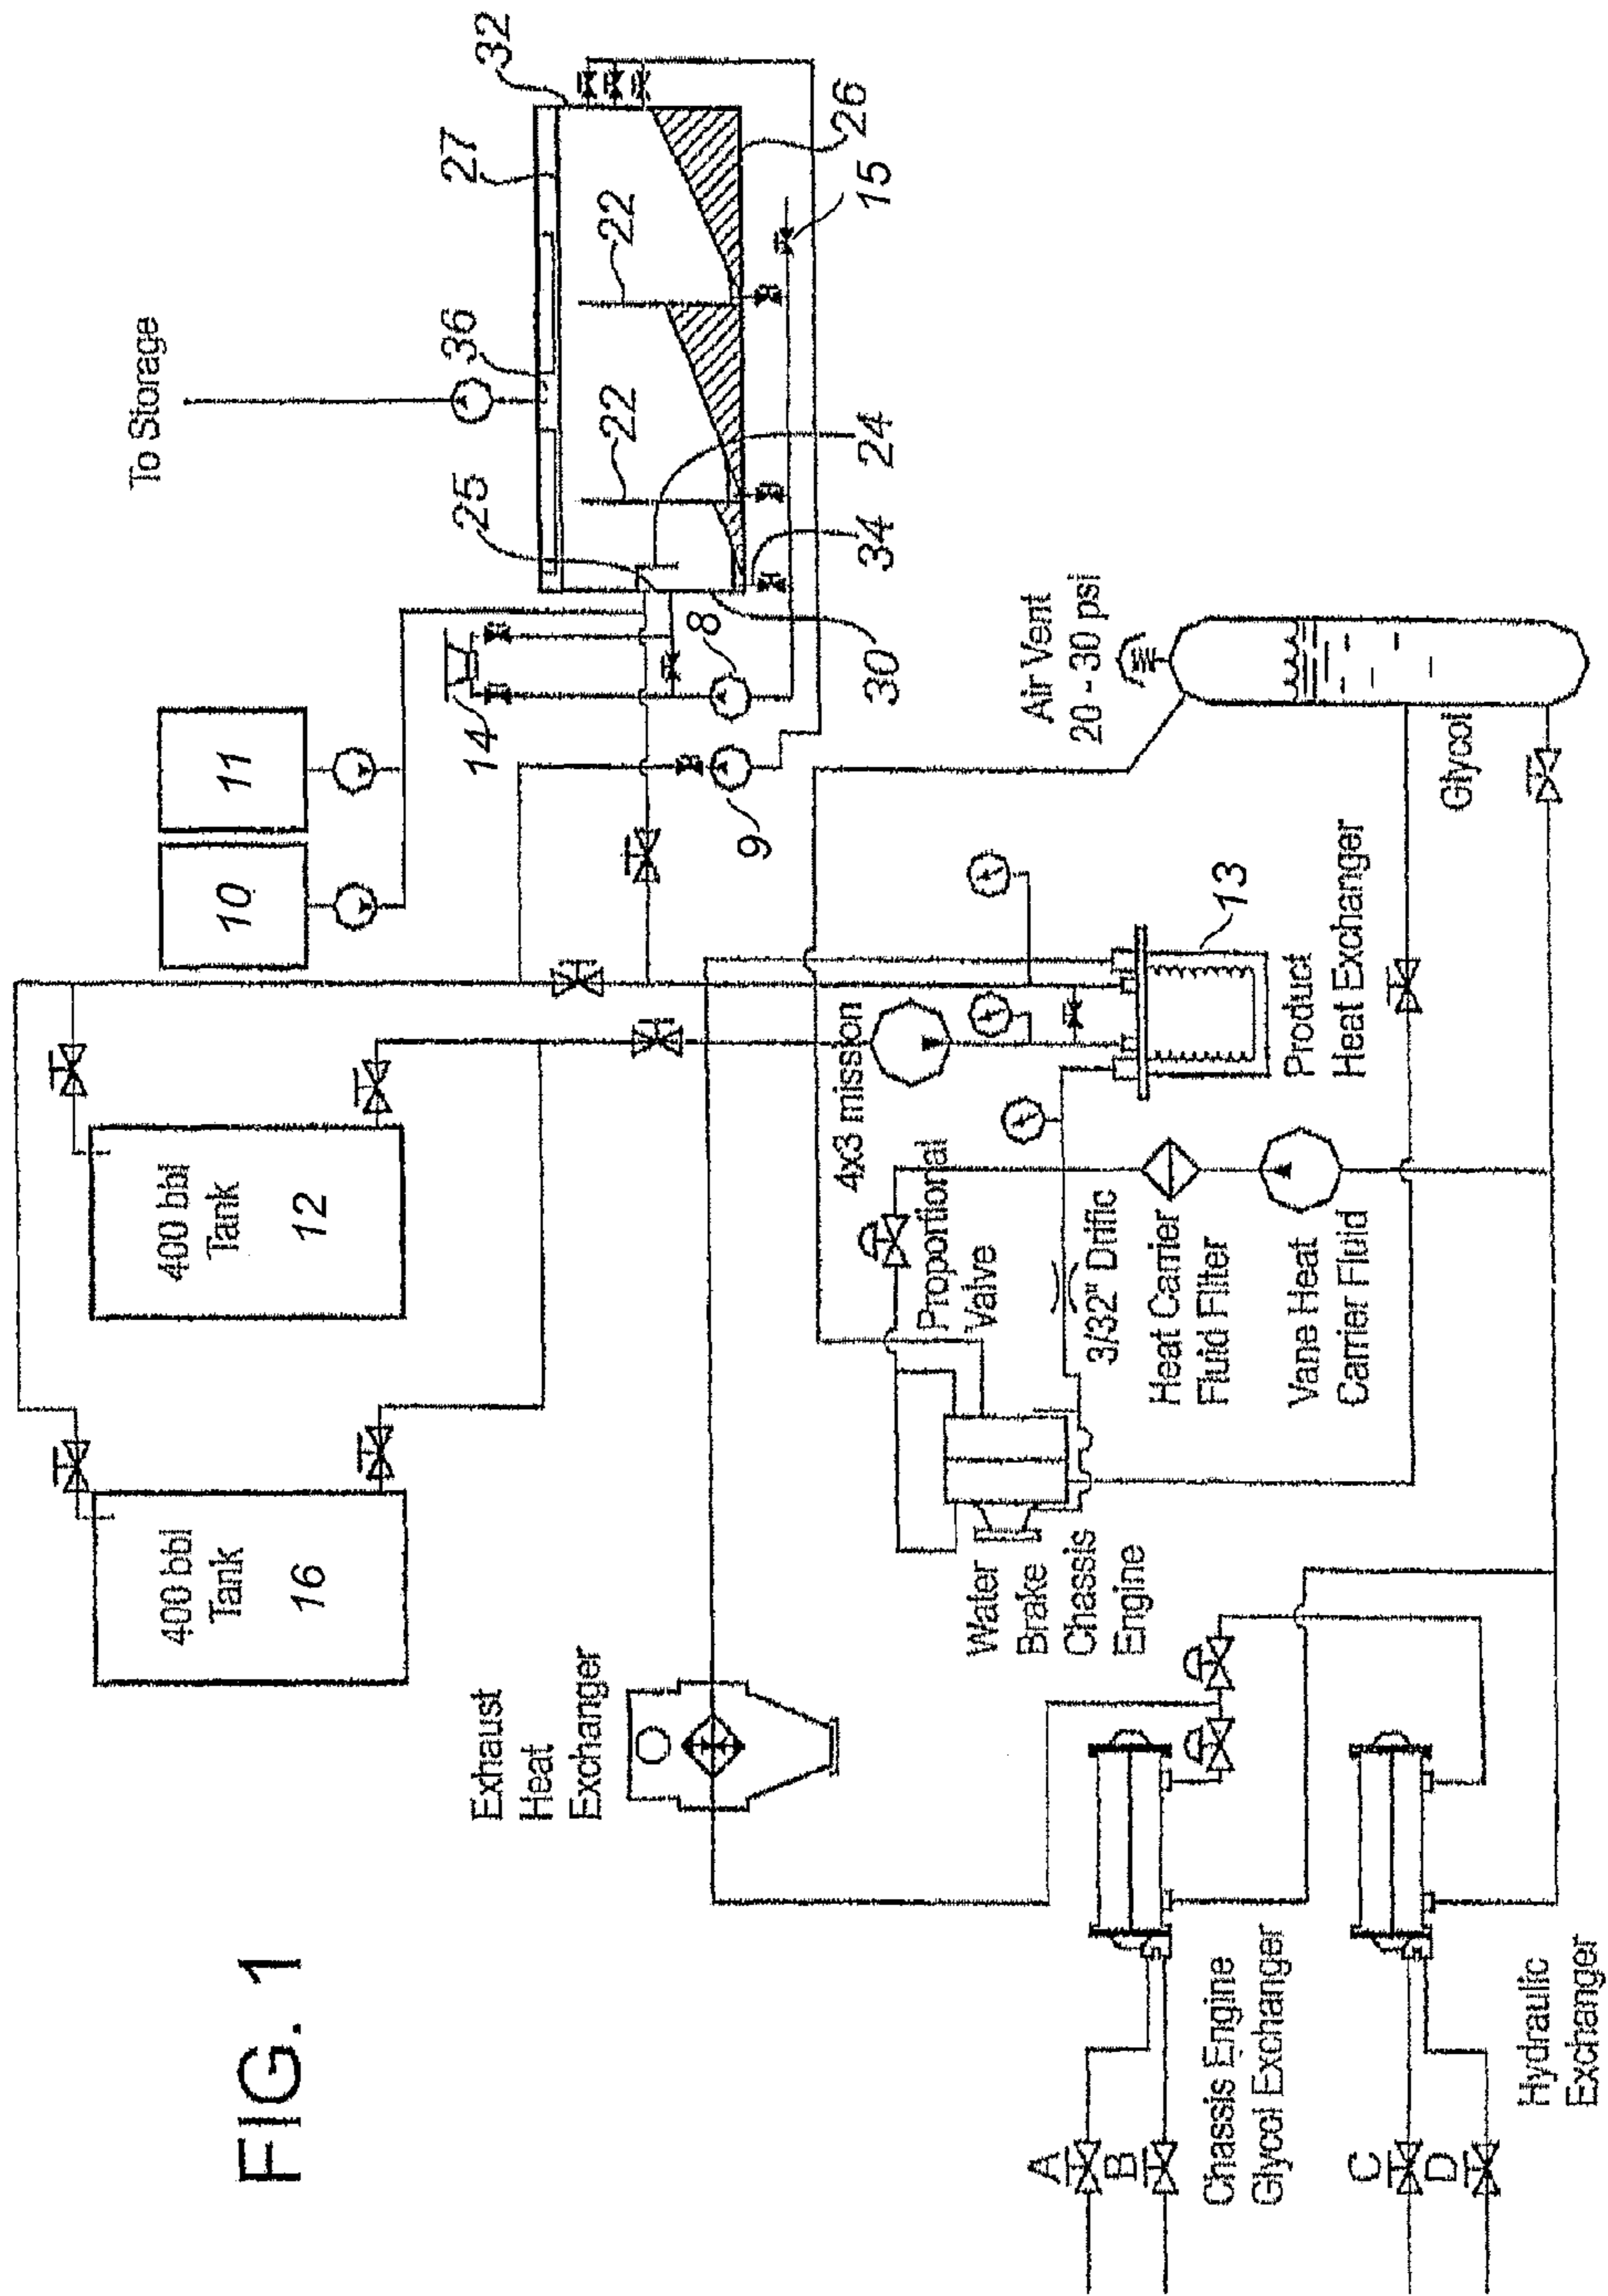 FIG. 1
400 bbl
Tank
16
400 bbl
Tank
12
10
11
To Storage
14
25
36
27
32
22
22
24
26
15
34
30
8
9
Exhaust
Heat
Exchanger
4x3 mission
Proportional
Valve
3/32" Drific
Heat Carrier
Fluid Filter
Vane Heat
Carrier Fluid
Product
Heat Exchanger
13
Air Vent
20 - 30 psi
Glycol
Water
Brake
Chassis
Engine
A
B
Chassis Engine
Glycol Exchanger
C
D
Hydraulic
Exchanger